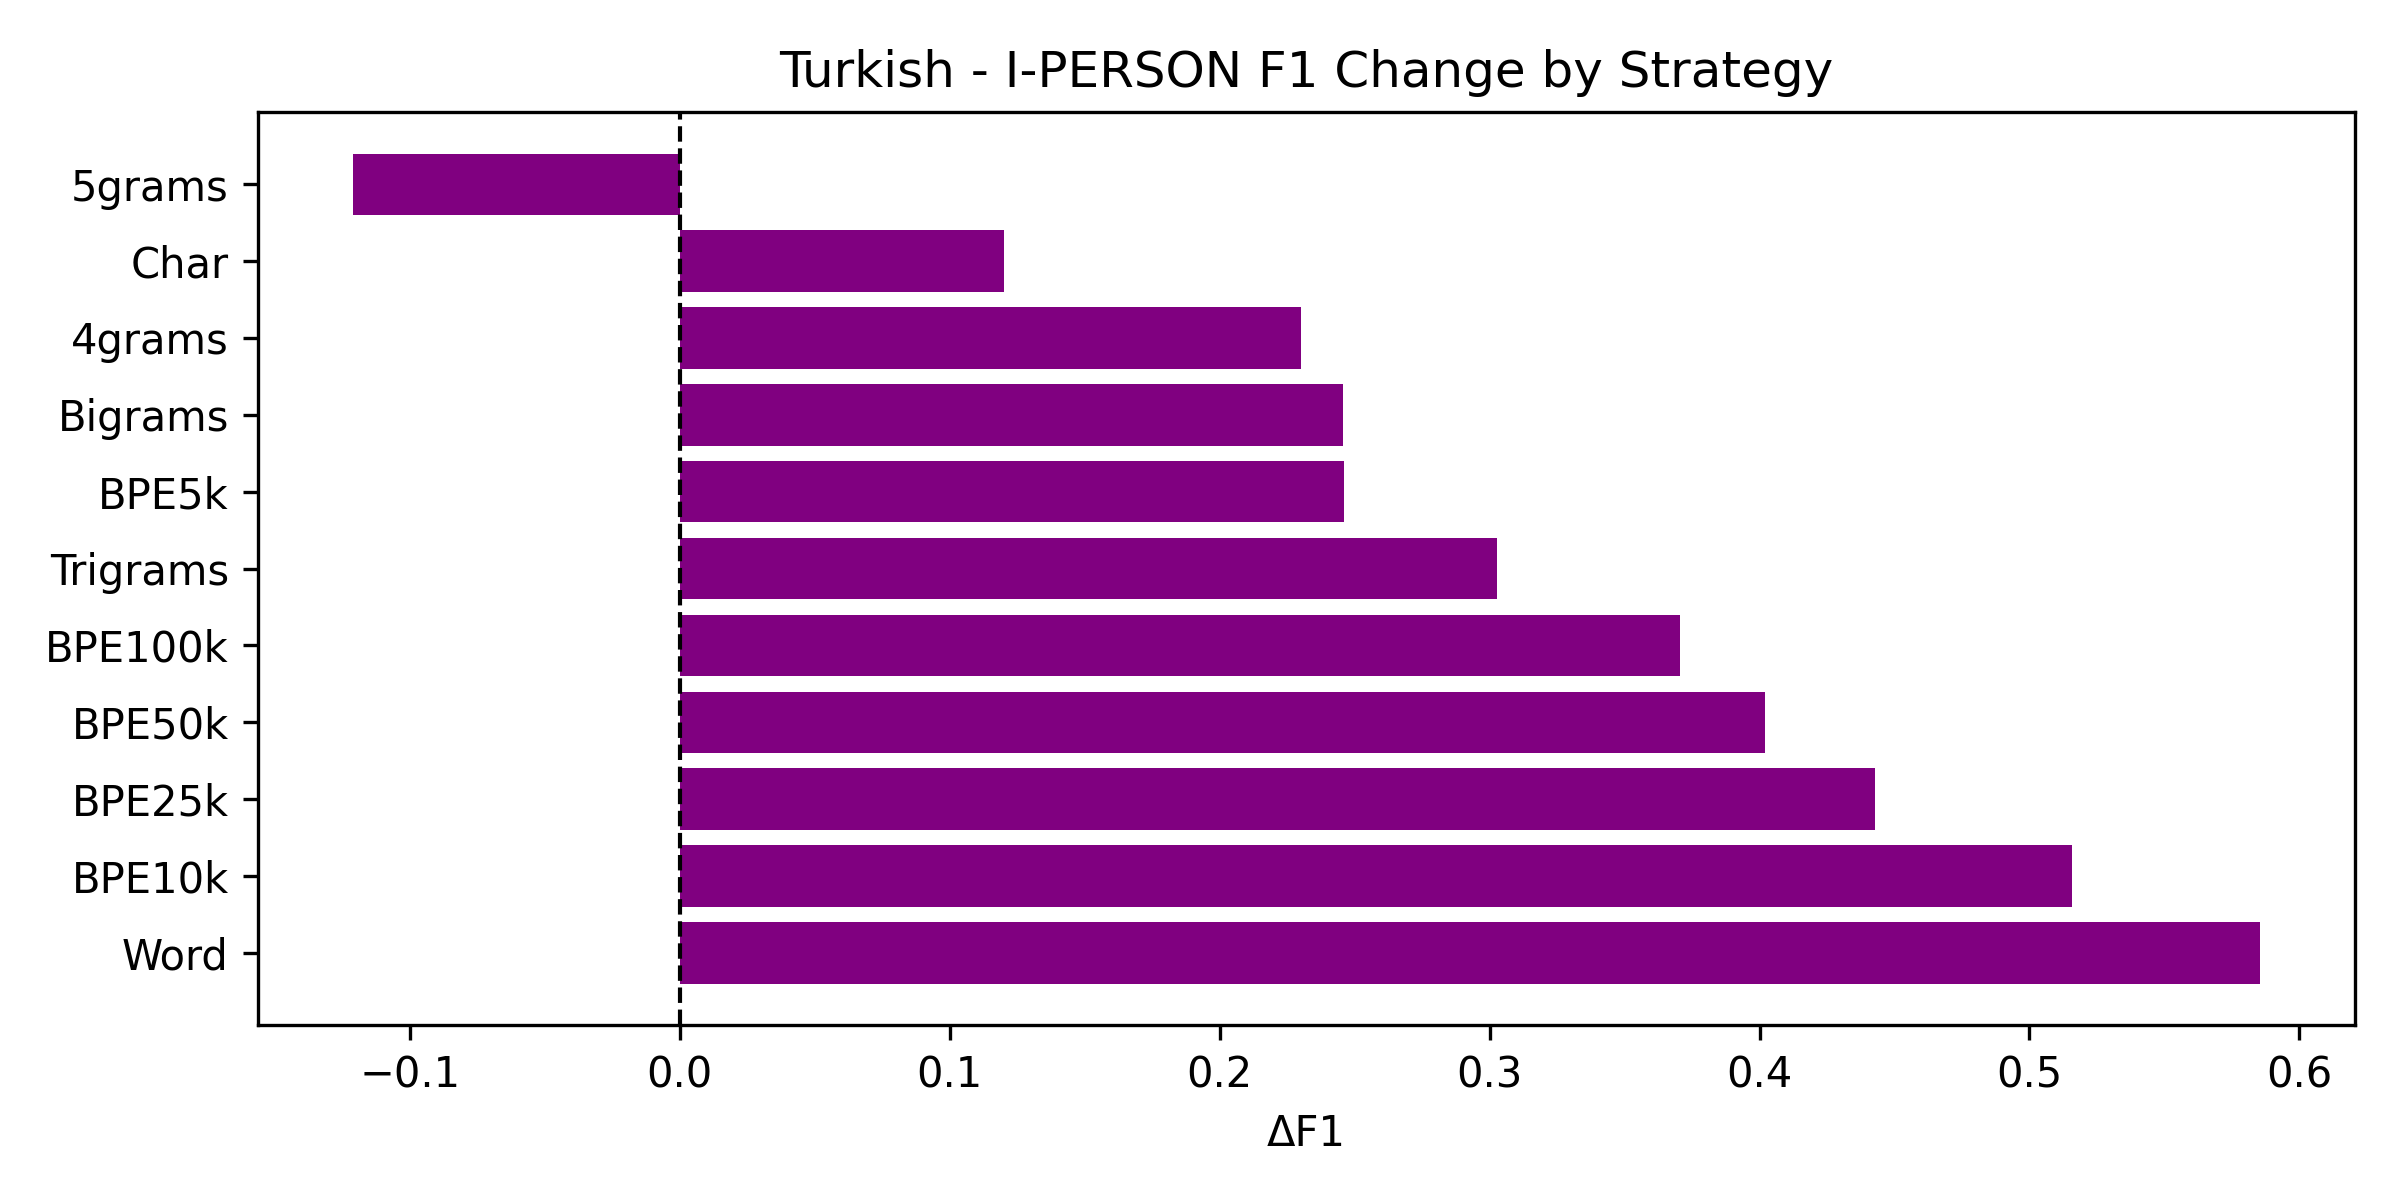 Turkish - I-PERSON F1 Change by Strategy
5grams
Char
4grams
Bigrams
BPE5k
Trigrams
BPE100k
BPE50k
BPE25k
BPE10k
Word
−0.1 0.0 0.1 0.2 0.3 0.4 0.5 0.6
ΔF1